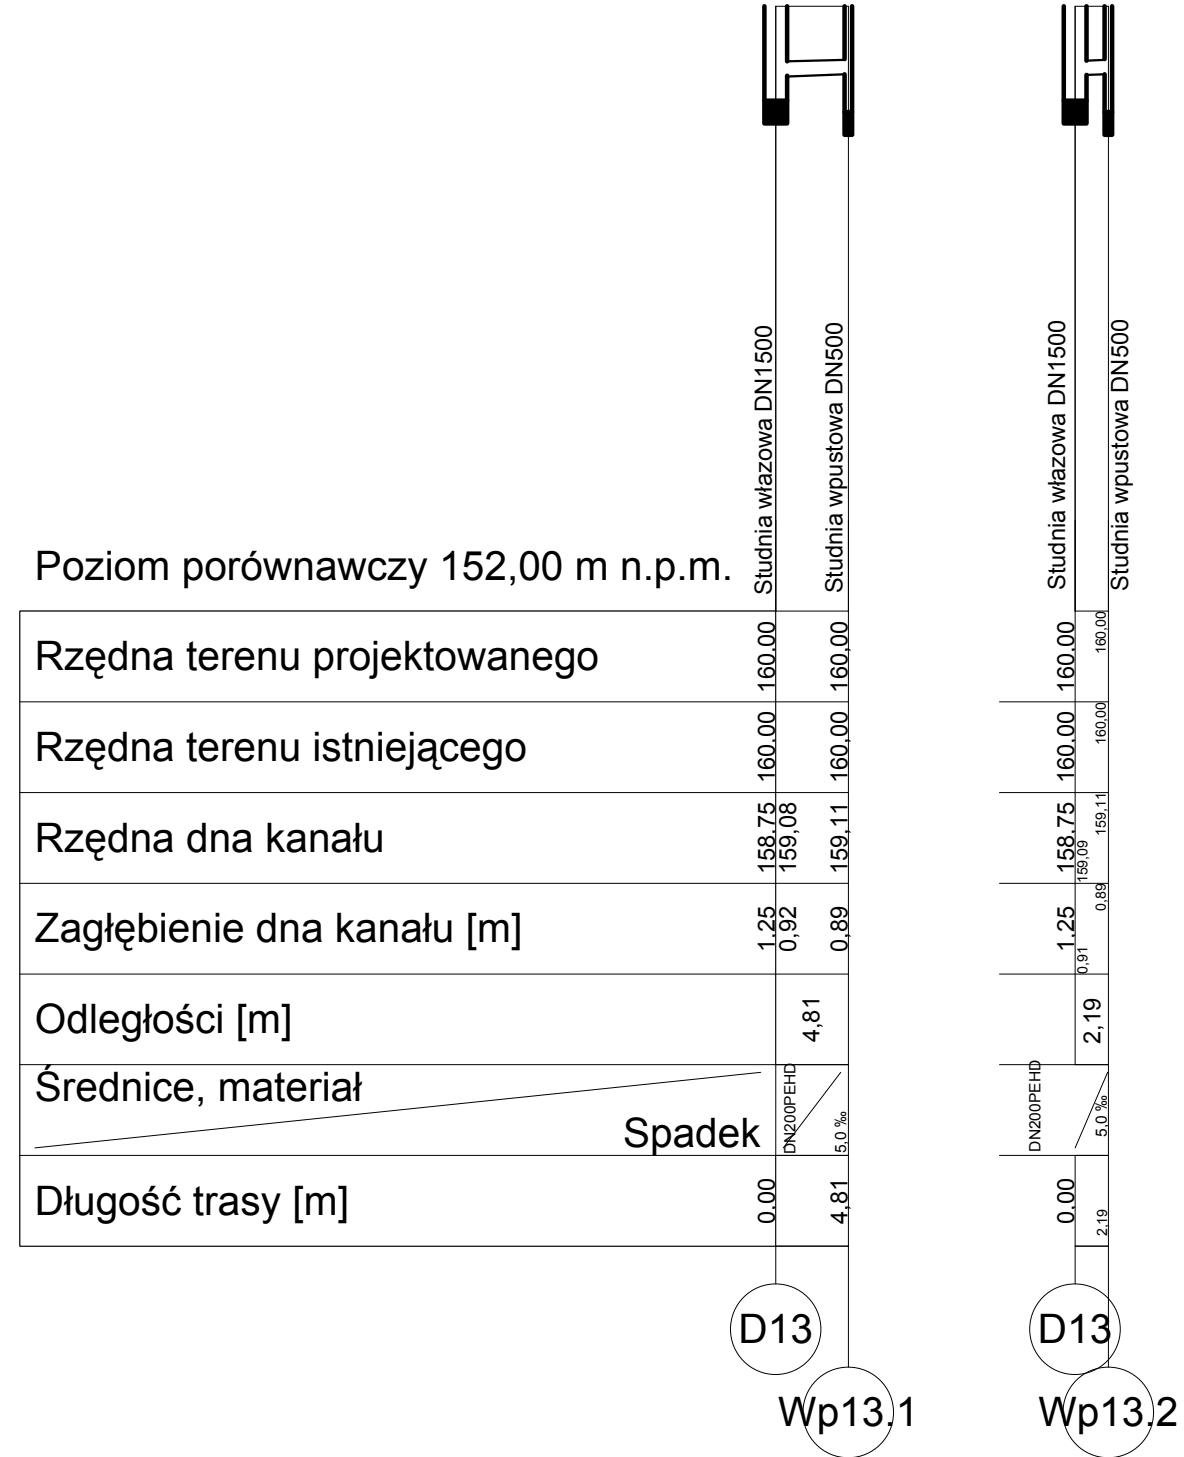 Studnia włazowa DN1500
Studnia wpustowa DN500
Studnia włazowa DN1500
Studnia wpustowa DN500
Poziom porównawczy 152,00 m n.p.m.
Rzędna terenu projektowanego 160.00 160,00 160.00 160,00
Rzędna terenu istniejącego 160.00 160,00 160.00 160,00
Rzędna dna kanału 158.75 159,08 159,11 158.75 159,09 159,11
Zagłębienie dna kanału [m] 1.25 0,92 0,89 1.25 0,91 0,89
Odległości [m] 4,81 2,19
Średnice, materiał DN200PEHD DN200PEHD
Spadek 5,0 ‰ 5,0 ‰
Długość trasy [m] 0.00 4,81 0.00 2,19
D13 D13
Wp13.1 Wp13.2